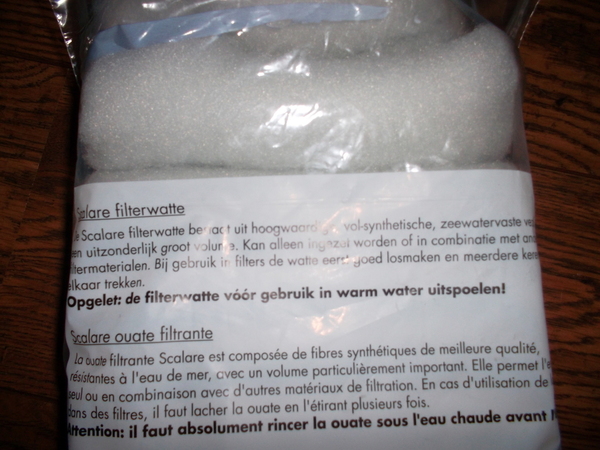 Scalare filterwatte
Scalare filterwatte bestaat uit hoogwaardige vol-synthetische, zeewatervaste
een uitzonderlijk groot volume. Kan alleen ingezet worden of in combinatie met
filtermaterialen. Bij gebruik in filters de watte eerst goed losmaken en meerdere
elkaar trekken.
Opgelet: de filterwatte vóór gebruik in warm water uitspoelen!
Scalare ouate filtrante
La ouate filtrante Scalare est composée de fibres synthétiques de meilleure qualité,
résistantes à l'eau de mer, avec un volume particulièrement important. Elle permet
seul ou en combinaison avec d'autres matériaux de filtration. En cas d'utilisation de
dans des filtres, il faut lacher la ouate en l'étirant plusieurs fois.
Attention: il faut absolument rincer la ouate sous l'eau chaude avant